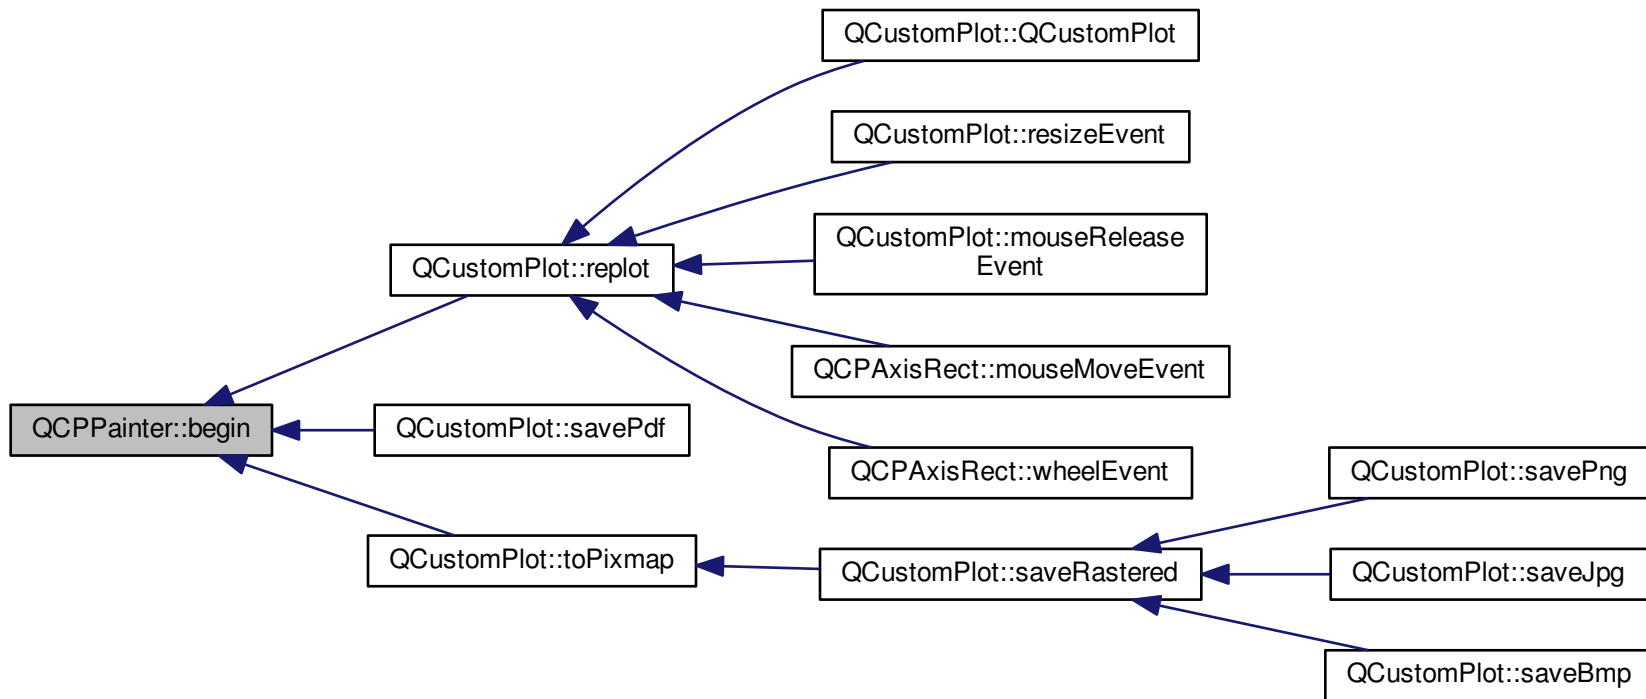 QCustomPlot::QCustomPlot
QCustomPlot::resizeEvent
QCustomPlot::mouseRelease
Event
QCustomPlot::replot
QCPAxisRect::mouseMoveEvent
QCPPainter::begin
QCustomPlot::savePdf
QCPAxisRect::wheelEvent
QCustomPlot::savePng
QCustomPlot::toPixmap
QCustomPlot::saveRastered
QCustomPlot::saveJpg
QCustomPlot::saveBmp